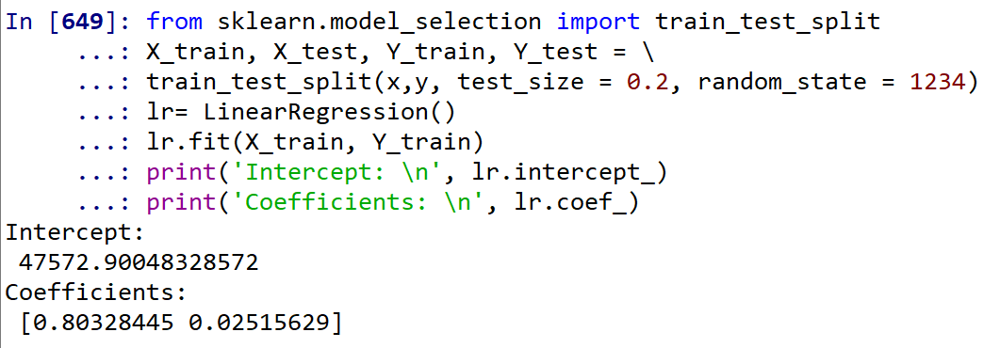 In [649]: from sklearn.model_selection import train_test_split
...: X_train, X_test, Y_train, Y_test = \
...: train_test_split(x,y, test_size = 0.2, random_state = 1234)
...: lr= LinearRegression()
...: lr.fit(X_train, Y_train)
...: print('Intercept: \n', lr.intercept_)
...: print('Coefficients: \n', lr.coef_)
Intercept:
47572.90048328572
Coefficients:
[0.80328445 0.02515629]